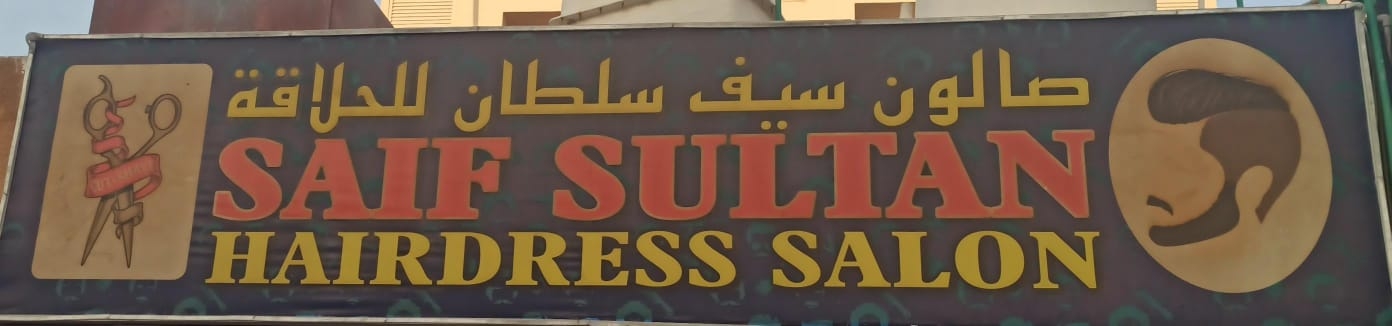 صالون سيف سلطان للحلاقة
SAIF SULTAN
HAIRDRESS SALON